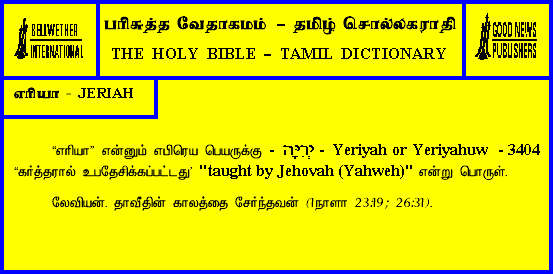 BELLWETHER
INTERNATIONAL
பரிசுத்த வேதாகமம் – தமிழ் சொல்லகராதி
THE HOLY BIBLE – TAMIL DICTIONARY
GOOD NEWS
PUBLISHERS
எரியா - JERIAH
“எரியா” என்னும் எபிரெய பெயருக்கு - יְרִיָּה - Yeriyah or Yeriyahuw - 3404
“கர்த்தரால் உபதேசிக்கப்பட்டது’ "taught by Jehovah (Yahweh)" என்று பொருள்.
லேவியன். தாவீதின் காலத்தை சேர்ந்தவன் (1நாளா 23:19; 26:31).